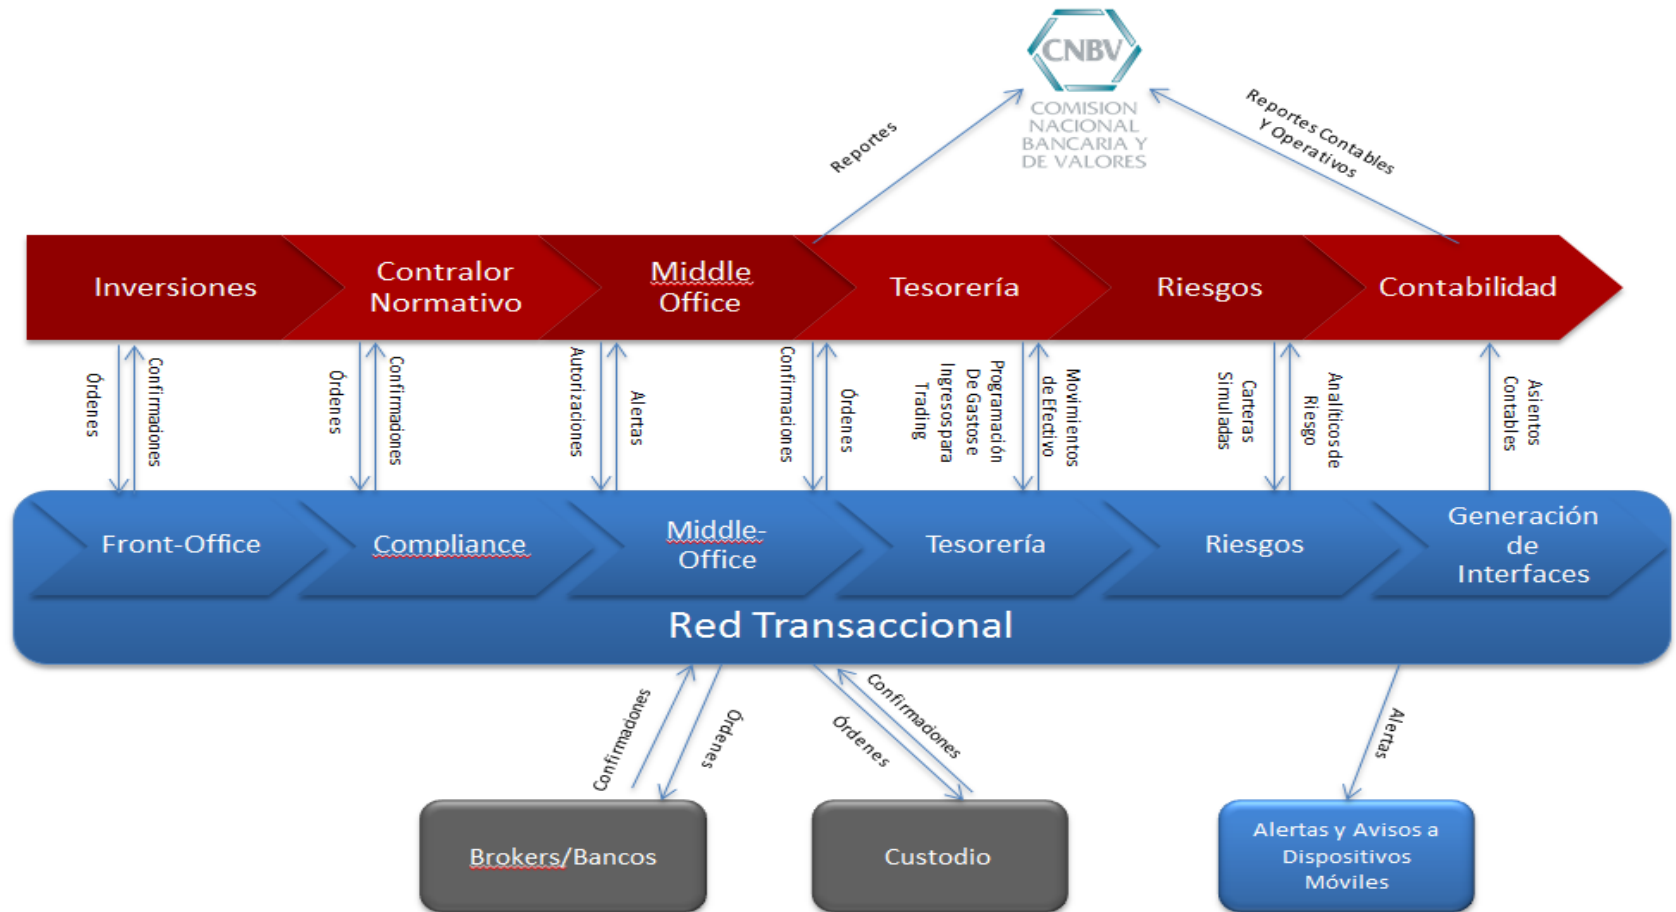 CNBV
COMISION
NACIONAL
BANCARIA Y
DE VALORES
Reportes
Reportes Contables
Y Operativos
Inversiones
Contralor
Normativo
Middle
Office
Tesorería
Riesgos
Contabilidad
Órdenes
Confirmaciones
Órdenes
Confirmaciones
Autorizaciones
Alertas
Confirmaciones
Órdenes
Programación
De Gastos e
Ingresos para
Trading
Movimientos
de Efectivo
Carteras
Simuladas
Analíticos de
Riesgo
Asientos
Contables
Front-Office
Compliance
Middle-
Office
Tesorería
Riesgos
Generación
de
Interfaces
Red Transaccional
Confirmaciones
Órdenes
Órdenes
Confirmaciones
Alertas
Brokers/Bancos
Custodio
Alertas y Avisos a
Dispositivos
Móviles